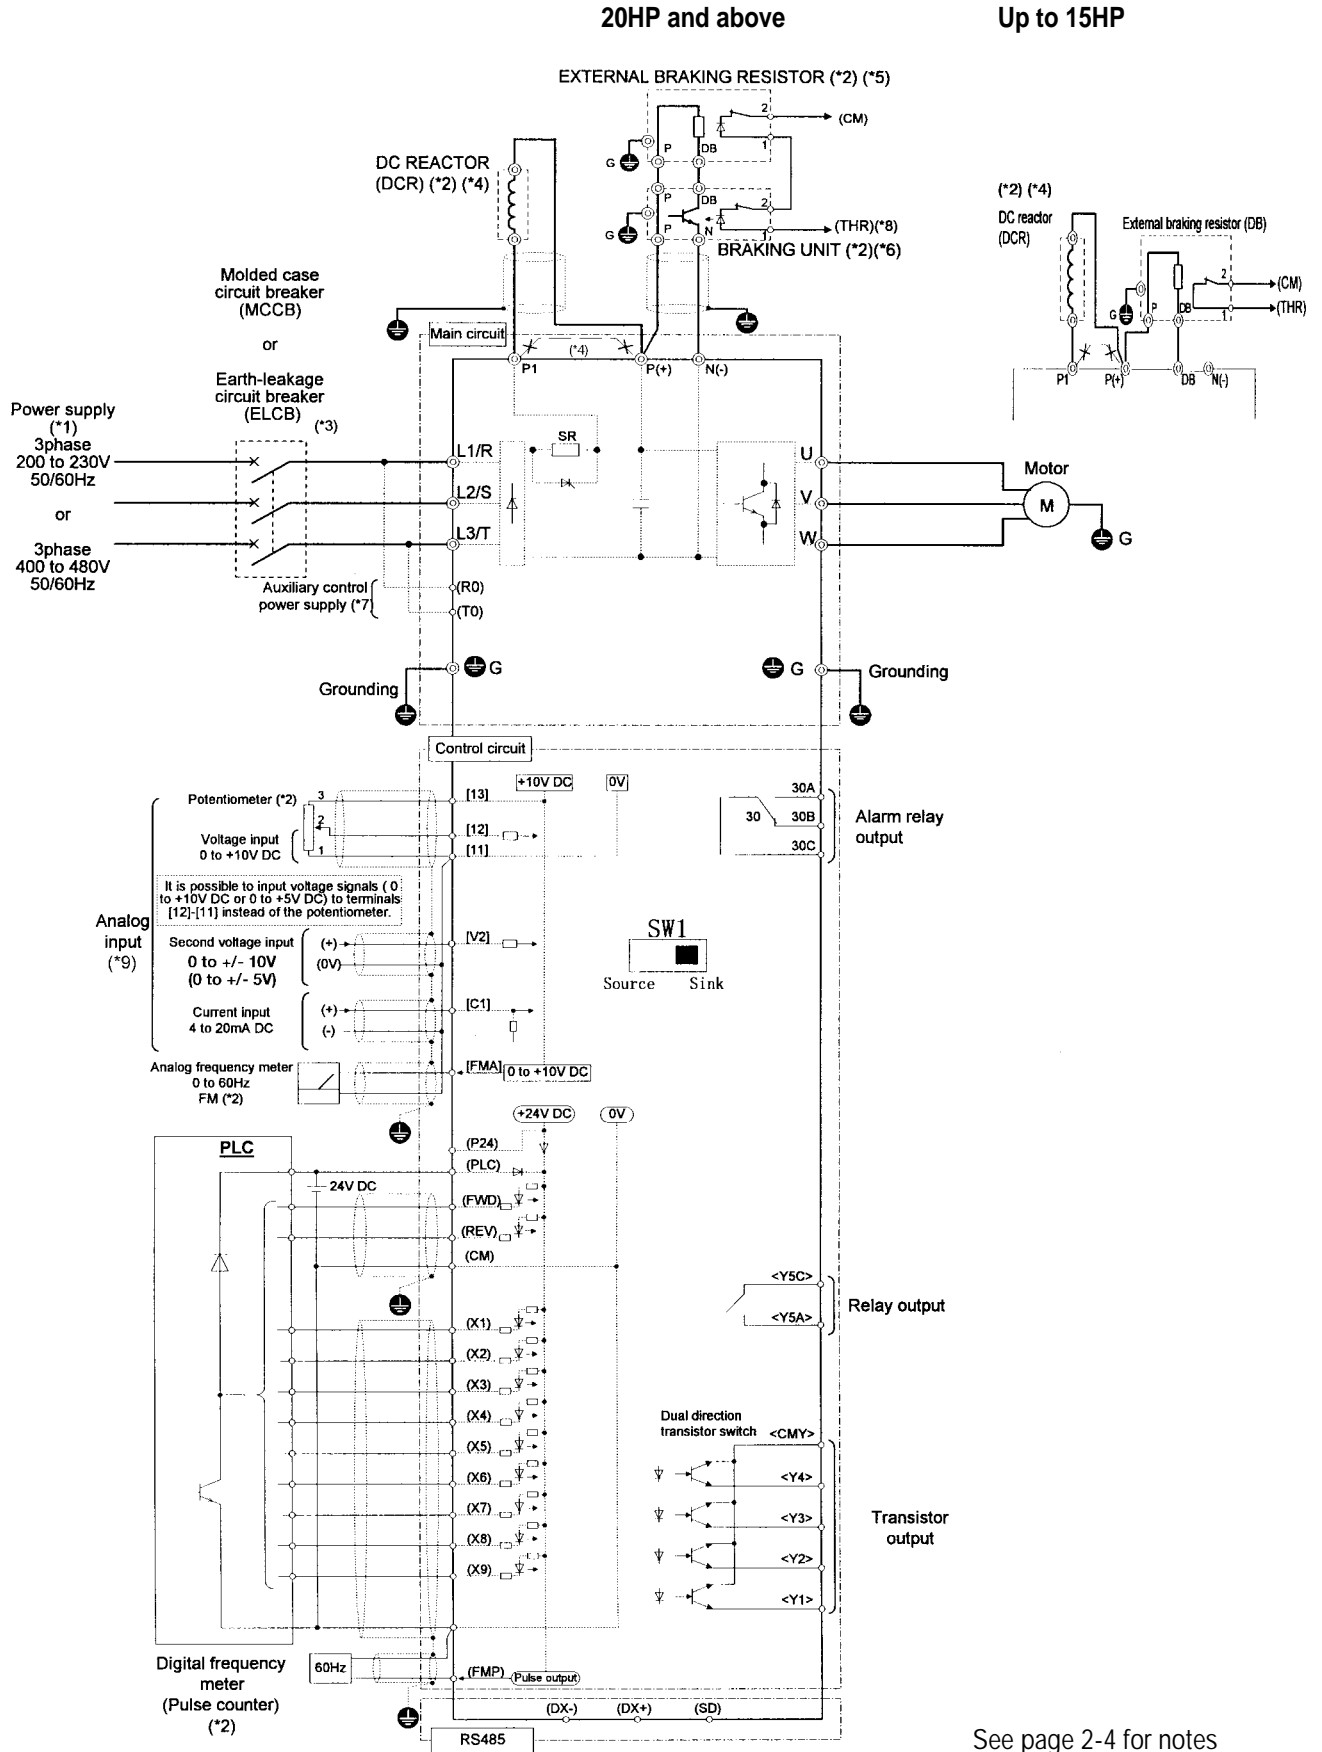 20HP and above
Up to 15HP
EXTERNAL BRAKING RESISTOR (*2) (*5)
2
(CM)
1
P
DB
G
DC REACTOR
(DCR) (*2) (*4)
P
DB
2
G
P
N
1
(THR)(*8)
BRAKING UNIT (*2)(*6)
(*2) (*4)
DC reactor
(DCR)
External braking resistor (DB)
2
(CM)
G
P
DB
1
(THR)
P1
P(+)
DB
N(-)
Molded case
circuit breaker
(MCCB)
or
Earth-leakage
circuit breaker
(ELCB)
(*3)
Main circuit
(*4)
P1
P(+)
N(-)
Power supply
(*1)
3phase
200 to 230V
50/60Hz
or
3phase
400 to 480V
50/60Hz
L1/R
L2/S
L3/T
SR
U
V
W
Motor
M
G
Auxiliary control
power supply (*7)
(R0)
(T0)
G
G
Grounding
Grounding
Control circuit
+10V DC
0V
Potentiometer (*2)
3
2
1
[13]
[12]
[11]
Voltage input
0 to +10V DC
30
30A
30B
30C
Alarm relay
output
It is possible to input voltage signals ( 0
to +10V DC or 0 to +5V DC) to terminals
[12]-[11] instead of the potentiometer.
Analog
input
(*9)
Second voltage input
0 to +/- 10V
(0 to +/- 5V)
(+)
(0V)
[V2]
SW1
Source
Sink
Current input
4 to 20mA DC
(+)
(-)
[C1]
Analog frequency meter
0 to 60Hz
FM (*2)
[FMA]
0 to +10V DC
+24V DC
0V
PLC
(P24)
(PLC)
24V DC
(FWD)
(REV)
(CM)
<Y5C>
<Y5A>
Relay output
(X1)
(X2)
(X3)
(X4)
(X5)
(X6)
(X7)
(X8)
(X9)
Dual direction
transistor switch
<CMY>
<Y4>
<Y3>
<Y2>
<Y1>
Transistor
output
Digital frequency
meter
(Pulse counter)
(*2)
60Hz
(FMP)
Pulse output
(DX-)
(DX+)
(SD)
RS485
See page 2-4 for notes